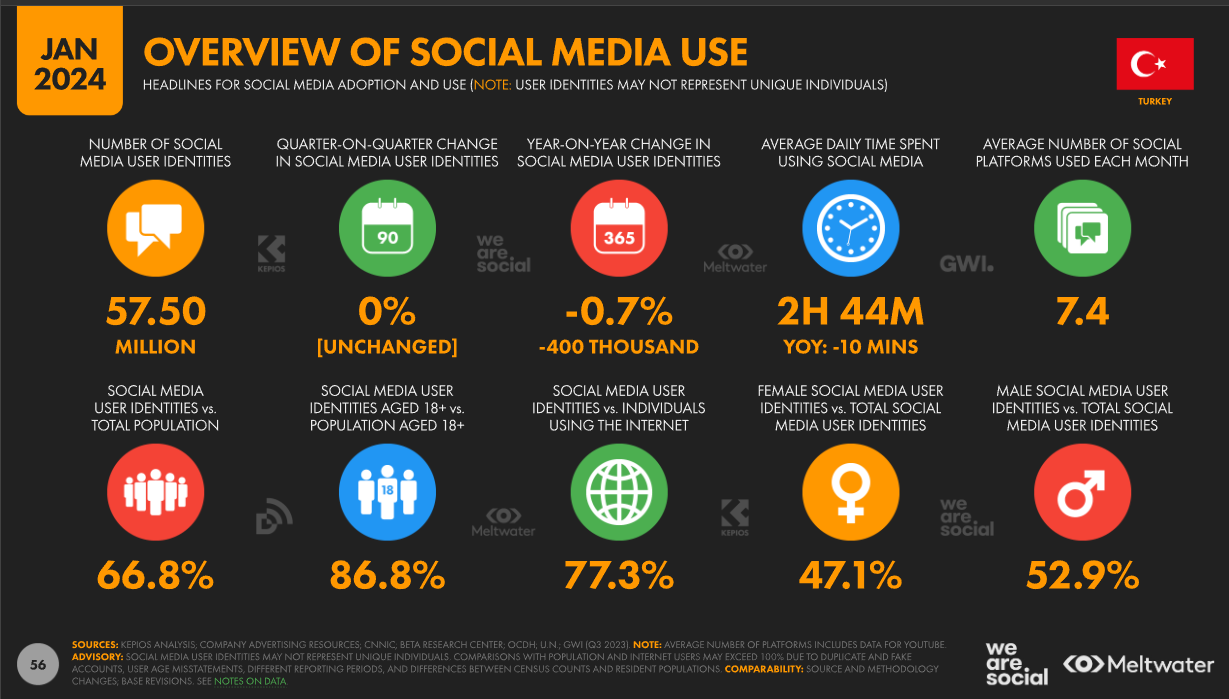 JAN
2024
OVERVIEW OF SOCIAL MEDIA USE
HEADLINES FOR SOCIAL MEDIA ADOPTION AND USE (NOTE: USER IDENTITIES MAY NOT REPRESENT UNIQUE INDIVIDUALS)
TURKEY
NUMBER OF SOCIAL
MEDIA USER IDENTITIES
QUARTER-ON-QUARTER CHANGE
IN SOCIAL MEDIA USER IDENTITIES
YEAR-ON-YEAR CHANGE IN
SOCIAL MEDIA USER IDENTITIES
AVERAGE DAILY TIME SPENT
USING SOCIAL MEDIA
AVERAGE NUMBER OF SOCIAL
PLATFORMS USED EACH MONTH
90
365
KEPIOS
we
are
social
Meltwater
GWI.
57.50
MILLION
0%
[UNCHANGED]
-0.7%
-400 THOUSAND
2H 44M
YOY: -10 MINS
7.4
SOCIAL MEDIA
USER IDENTITIES vs.
TOTAL POPULATION
SOCIAL MEDIA USER
IDENTITIES AGED 18+ vs.
POPULATION AGED 18+
SOCIAL MEDIA USER
IDENTITIES vs. INDIVIDUALS
USING THE INTERNET
FEMALE SOCIAL MEDIA USER
IDENTITIES vs. TOTAL SOCIAL
MEDIA USER IDENTITIES
MALE SOCIAL MEDIA USER
IDENTITIES vs. TOTAL SOCIAL
MEDIA USER IDENTITIES
18
Meltwater
KEPIOS
we
are
social
66.8%
86.8%
77.3%
47.1%
52.9%
56
SOURCES: KEPIOS ANALYSIS; COMPANY ADVERTISING RESOURCES; CNNIC; BETA RESEARCH CENTER; OCDH; U.N.; GWI (Q3 2023). NOTE: AVERAGE NUMBER OF PLATFORMS INCLUDES DATA FOR YOUTUBE.
ADVISORY: SOCIAL MEDIA USER IDENTITIES MAY NOT REPRESENT UNIQUE INDIVIDUALS. COMPARISONS WITH POPULATION AND INTERNET USERS MAY EXCEED 100% DUE TO DUPLICATE AND FAKE
ACCOUNTS, USER AGE MISSTATEMENTS, DIFFERENT REPORTING PERIODS, AND DIFFERENCES BETWEEN CENSUS COUNTS AND RESIDENT POPULATIONS. COMPARABILITY: SOURCE AND METHODOLOGY
CHANGES; BASE REVISIONS. SEE NOTES ON DATA.
we
are
social
Meltwater